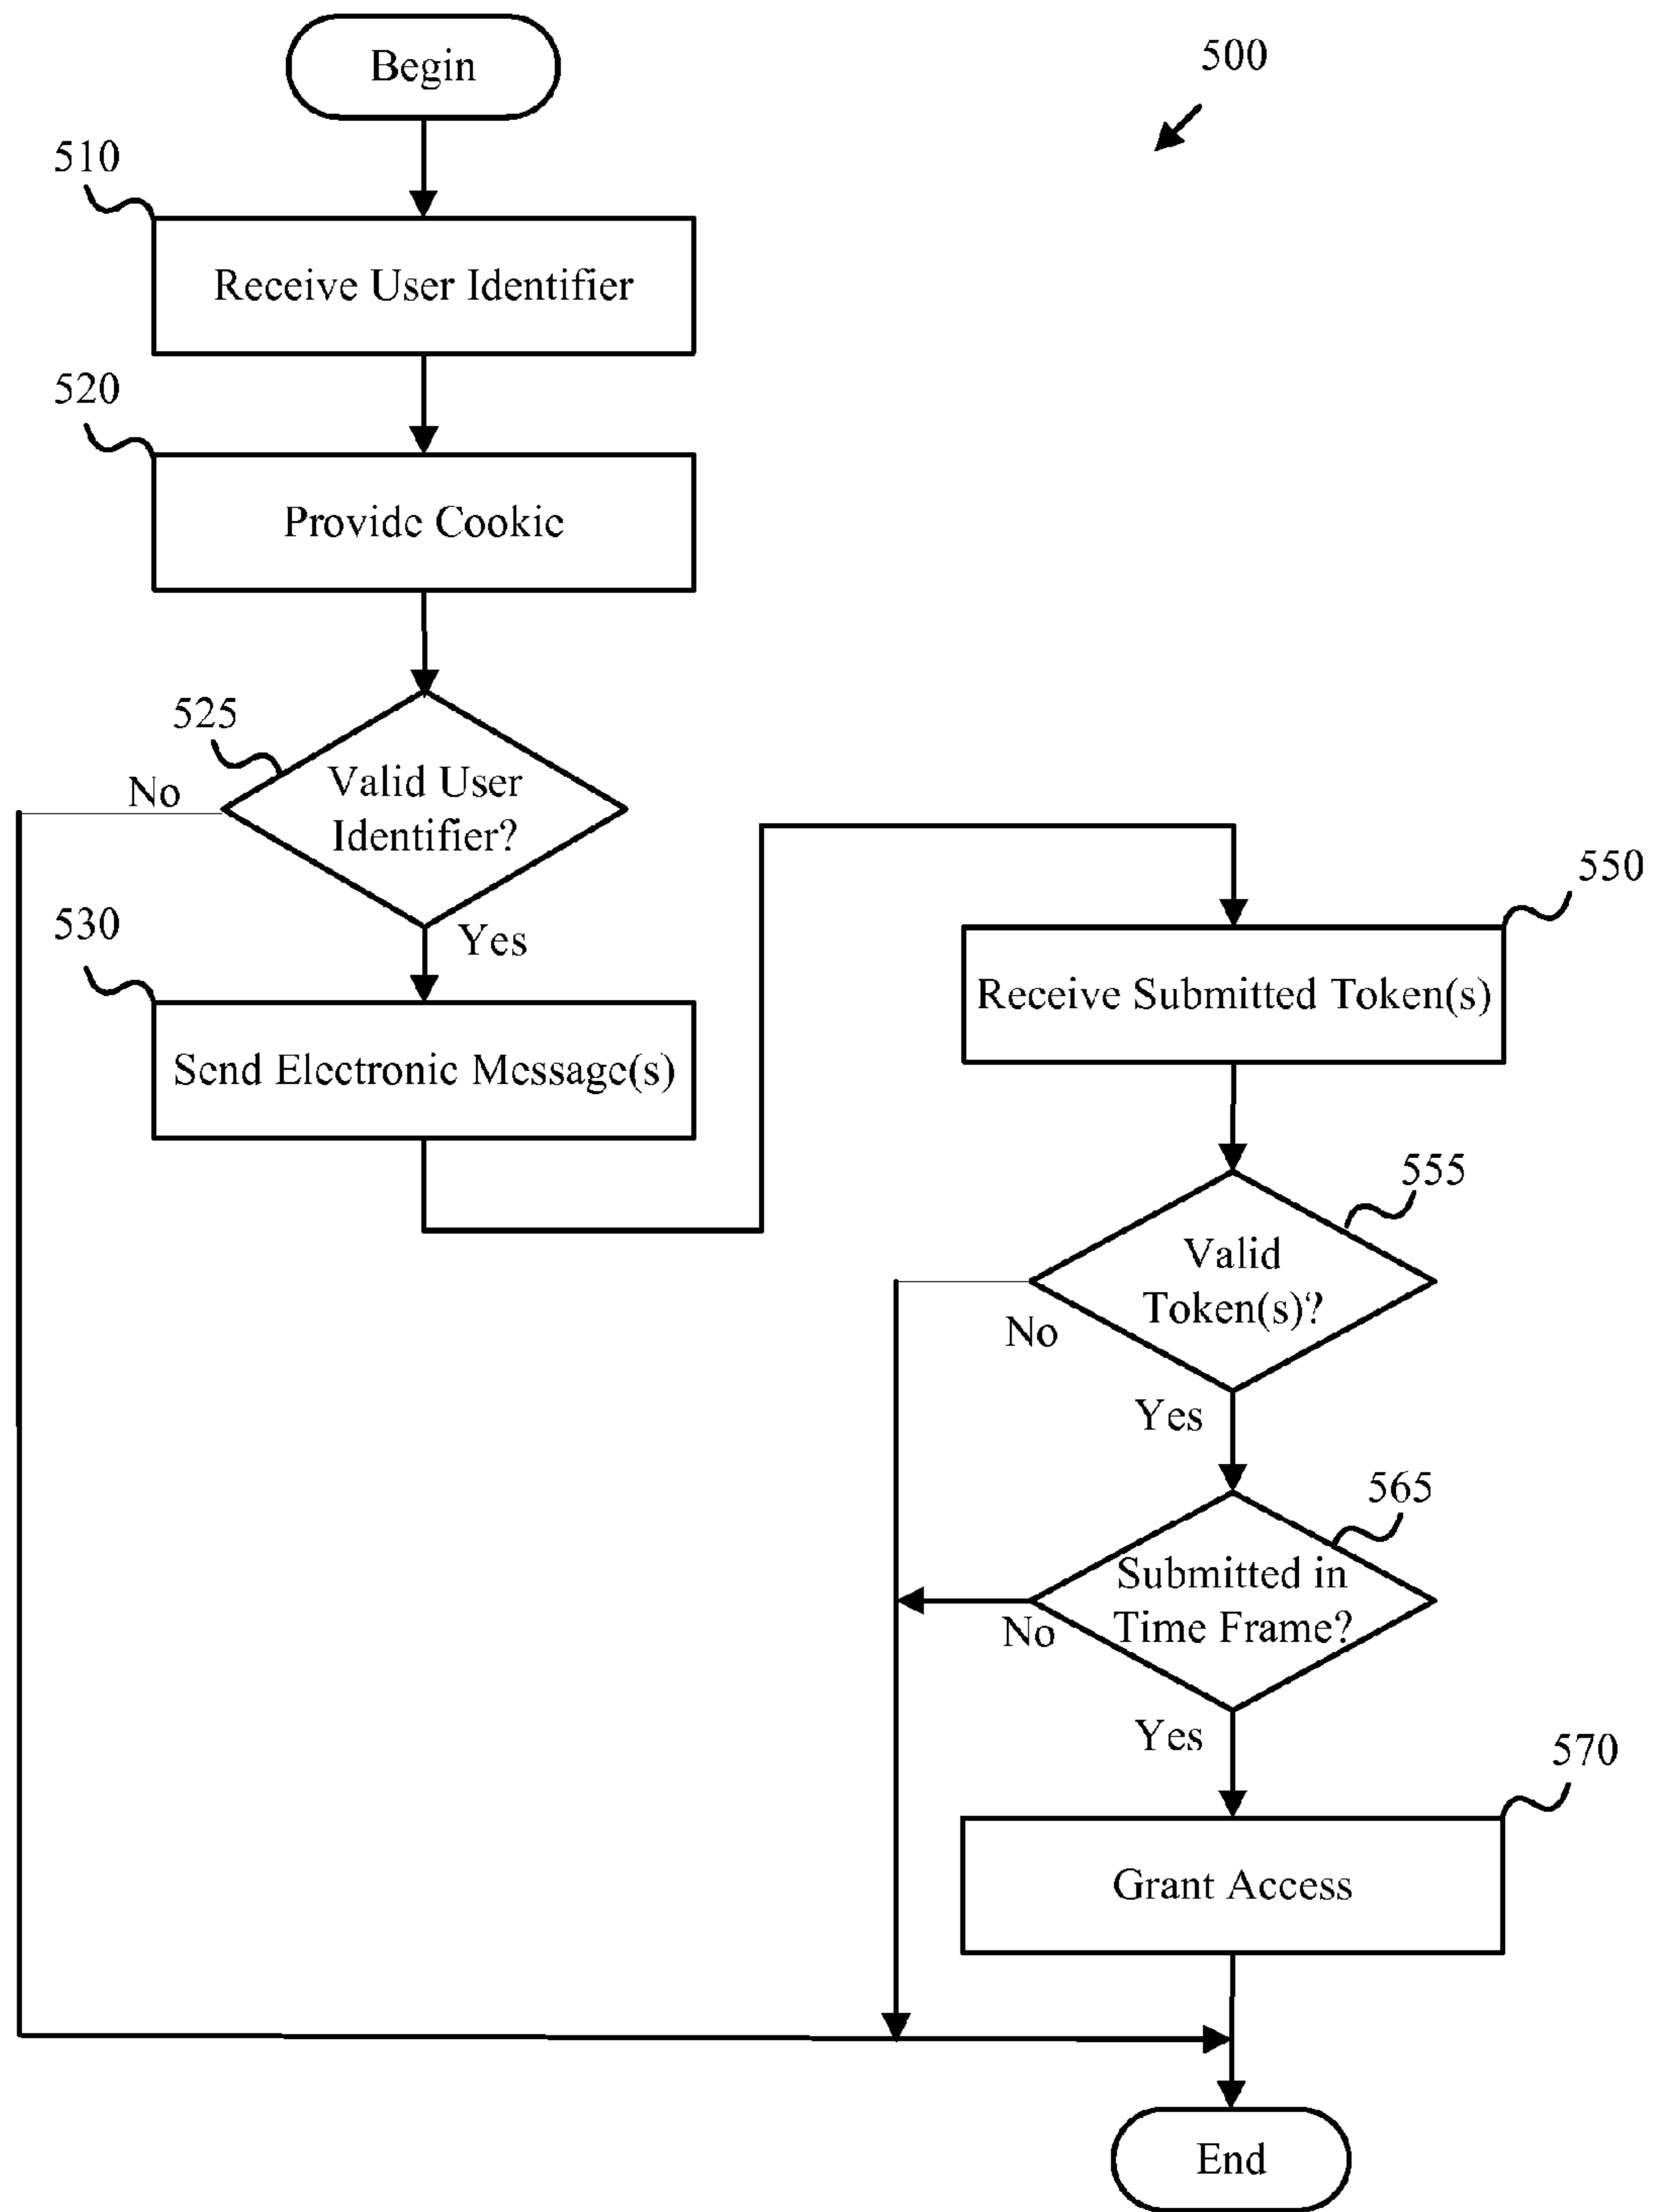 Begin
500
510
Receive User Identifier
520
Provide Cookie
525
Valid User
Identifier?
No
Yes
530
Send Electronic Message(s)
550
Receive Submitted Token(s)
555
Valid
Token(s)?
No
Yes
565
Submitted in
Time Frame?
No
Yes
570
Grant Access
End